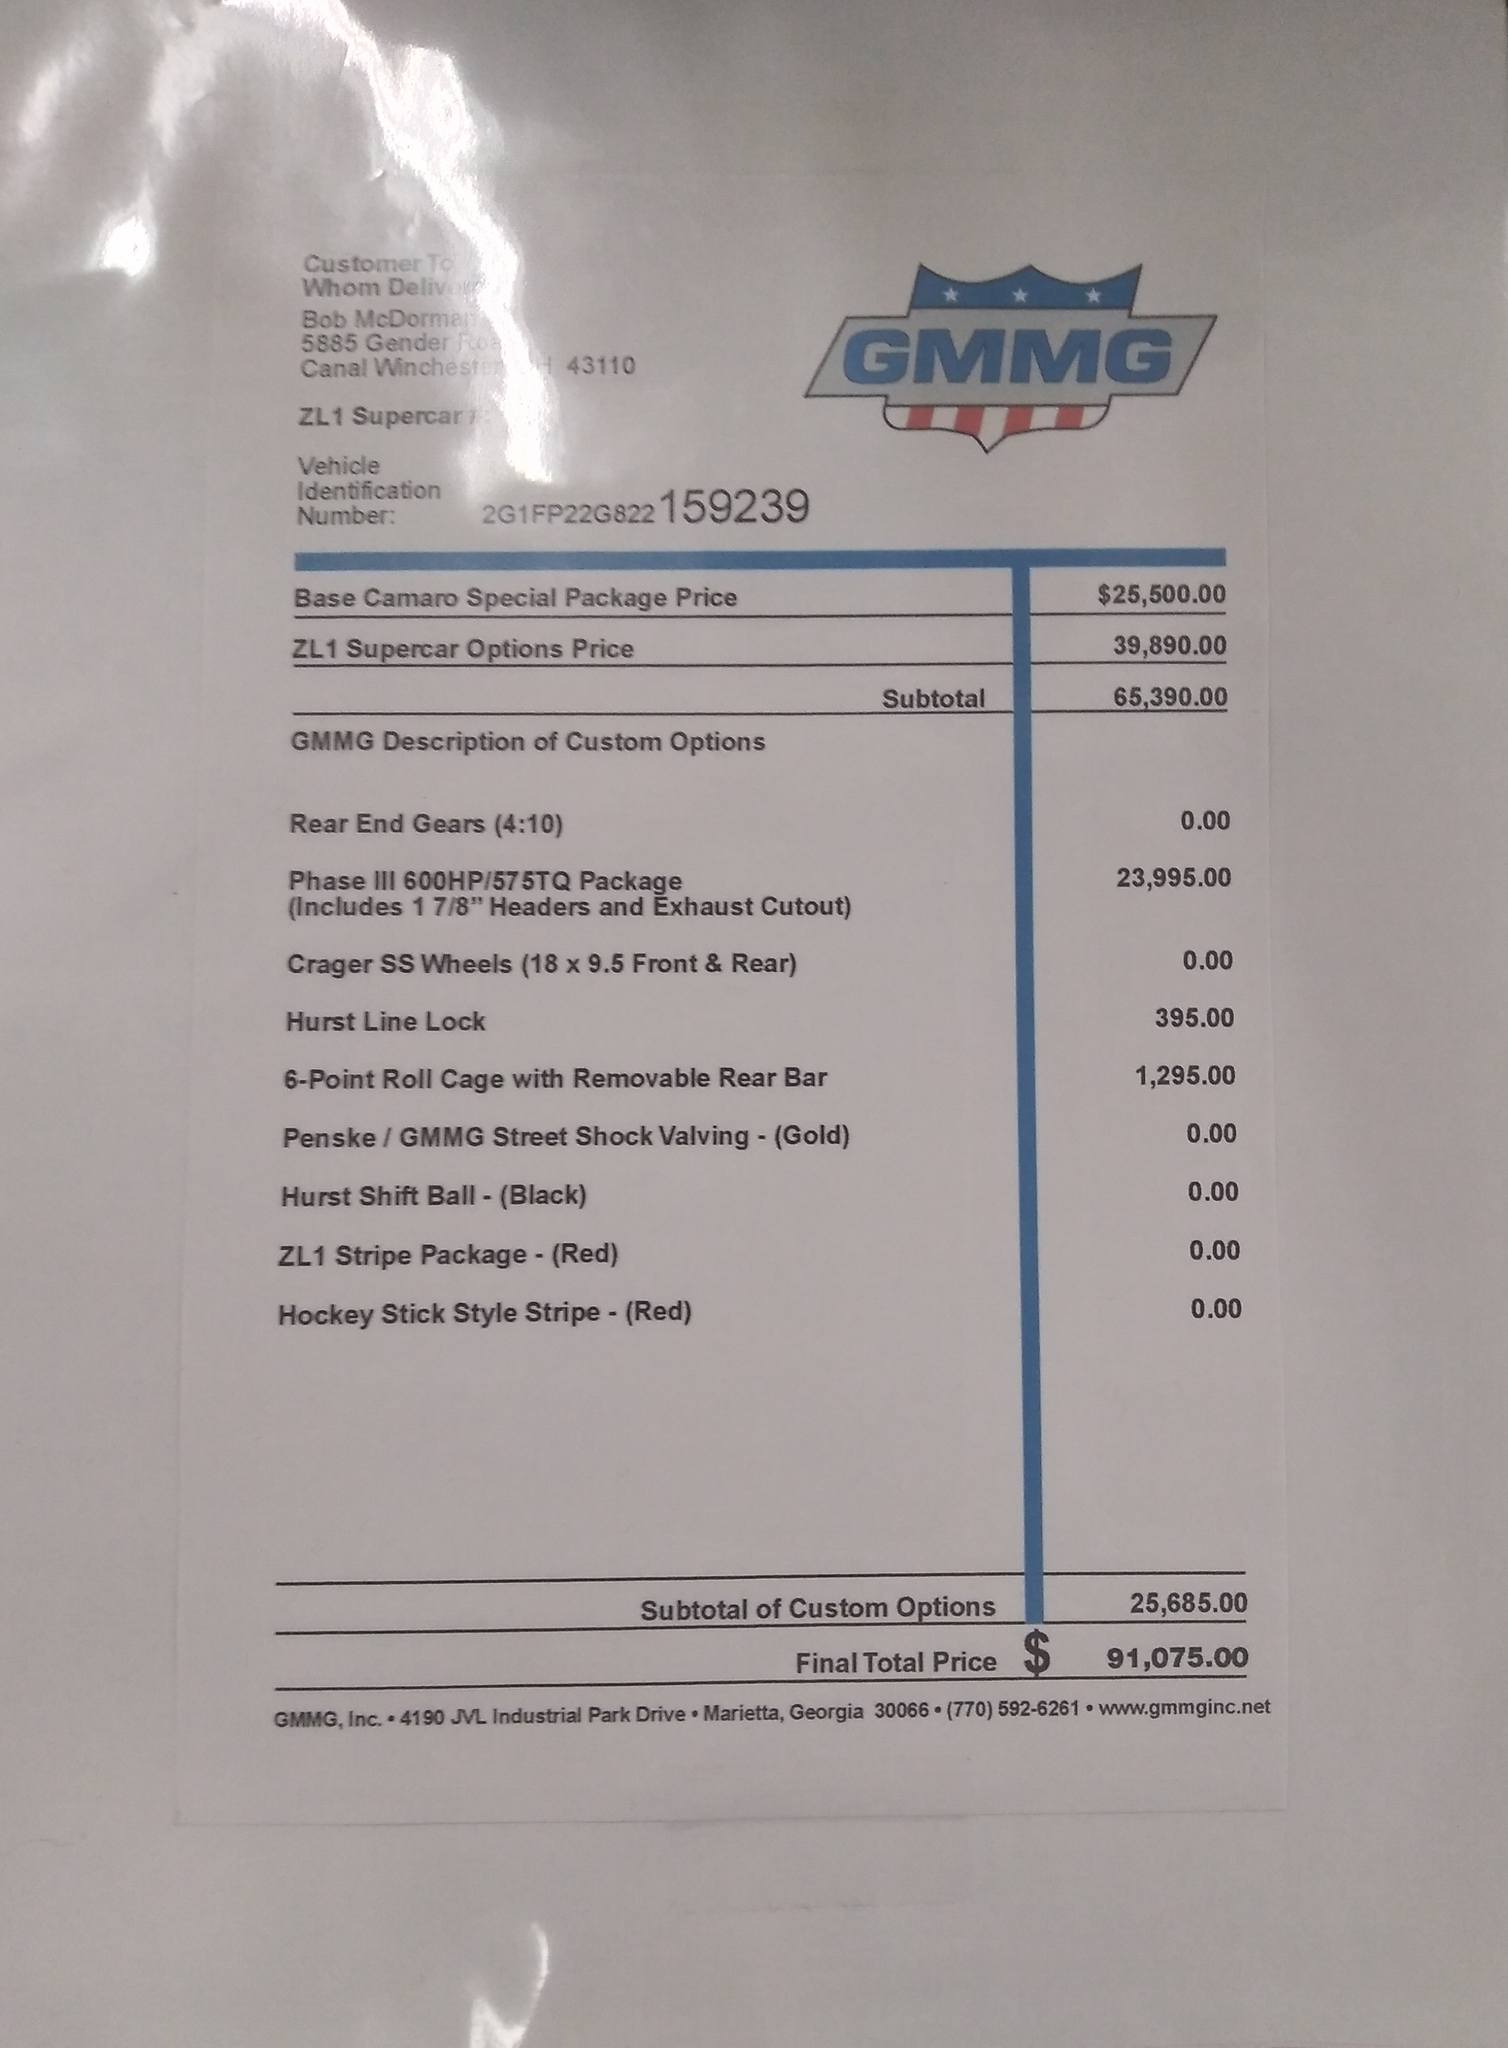 Customer To
Whom Delivered
Bob McDorman
5885 Gender Road
Canal Winchester OH 43110
GMMG
ZL1 Supercar
Vehicle
Identification
Number: 2G1FP22G822159239
Base Camaro Special Package Price $25,500.00
ZL1 Supercar Options Price 39,890.00
Subtotal 65,390.00
GMMG Description of Custom Options
Rear End Gears (4:10) 0.00
Phase III 600HP/575TQ Package 23,995.00
(Includes 1 7/8” Headers and Exhaust Cutout)
Crager SS Wheels (18 x 9.5 Front & Rear) 0.00
Hurst Line Lock 395.00
6-Point Roll Cage with Removable Rear Bar 1,295.00
Penske / GMMG Street Shock Valving - (Gold) 0.00
Hurst Shift Ball - (Black) 0.00
ZL1 Stripe Package - (Red) 0.00
Hockey Stick Style Stripe - (Red) 0.00
Subtotal of Custom Options 25,685.00
Final Total Price $ 91,075.00
GMMG, Inc. • 4190 JVL Industrial Park Drive • Marietta, Georgia 30066 • (770) 592-6261 • www.gmmginc.net